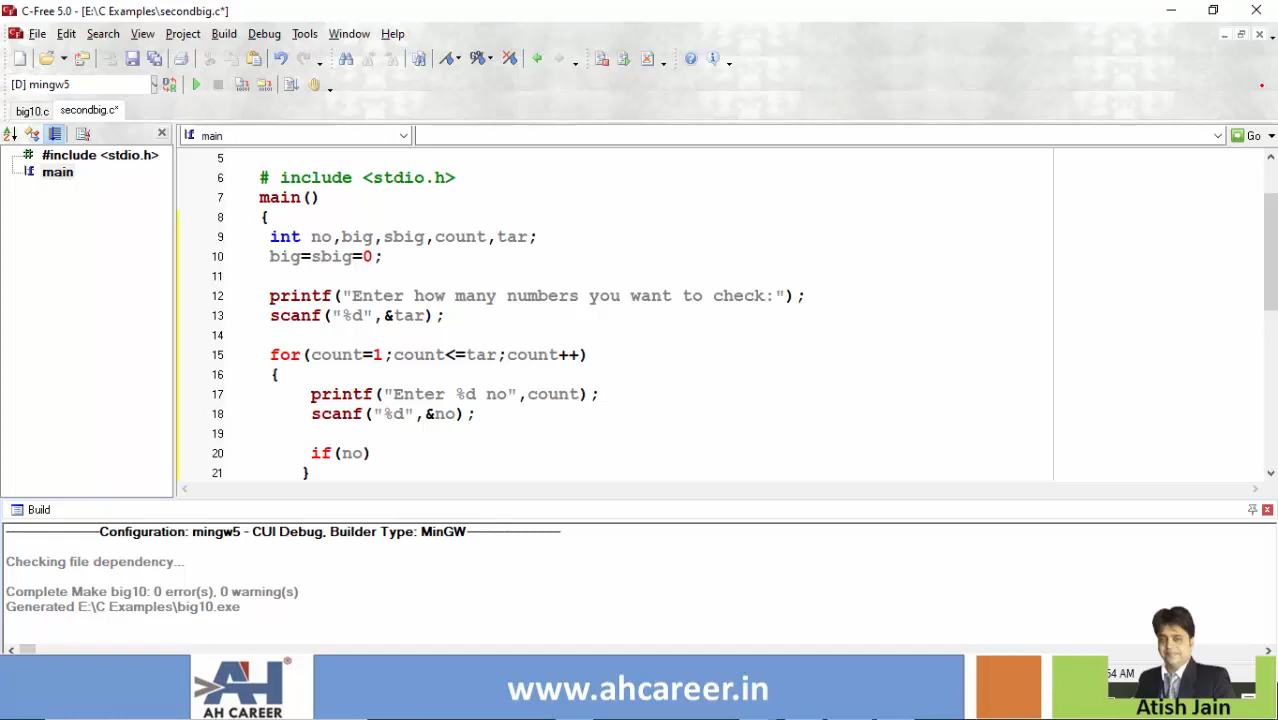 C-Free 5.0 - [E:\C Examples\secondbig.c*]
File Edit Search View Project Build Debug Tools Window Help
[D] mingw5
big10.c secondbig.c*
main
Go
#include <stdio.h>
main
5
6 # include <stdio.h>
7 main()
8 {
9 int no,big,sbig,count,tar;
10 big=sbig=0;
11
12 printf("Enter how many numbers you want to check:");
13 scanf("%d",&tar);
14
15 for(count=1;count<=tar;count++)
16 {
17 printf("Enter %d no",count);
18 scanf("%d",&no);
19
20 if(no)
21 }
Build
Configuration: mingw5 - CUI Debug, Builder Type: MinGW
Checking file dependency...
Complete Make big10: 0 error(s), 0 warning(s)
Generated E:\C Examples\big10.exe
54 AM
AH
AH CAREER
www.ahcareer.in
Atish Jain